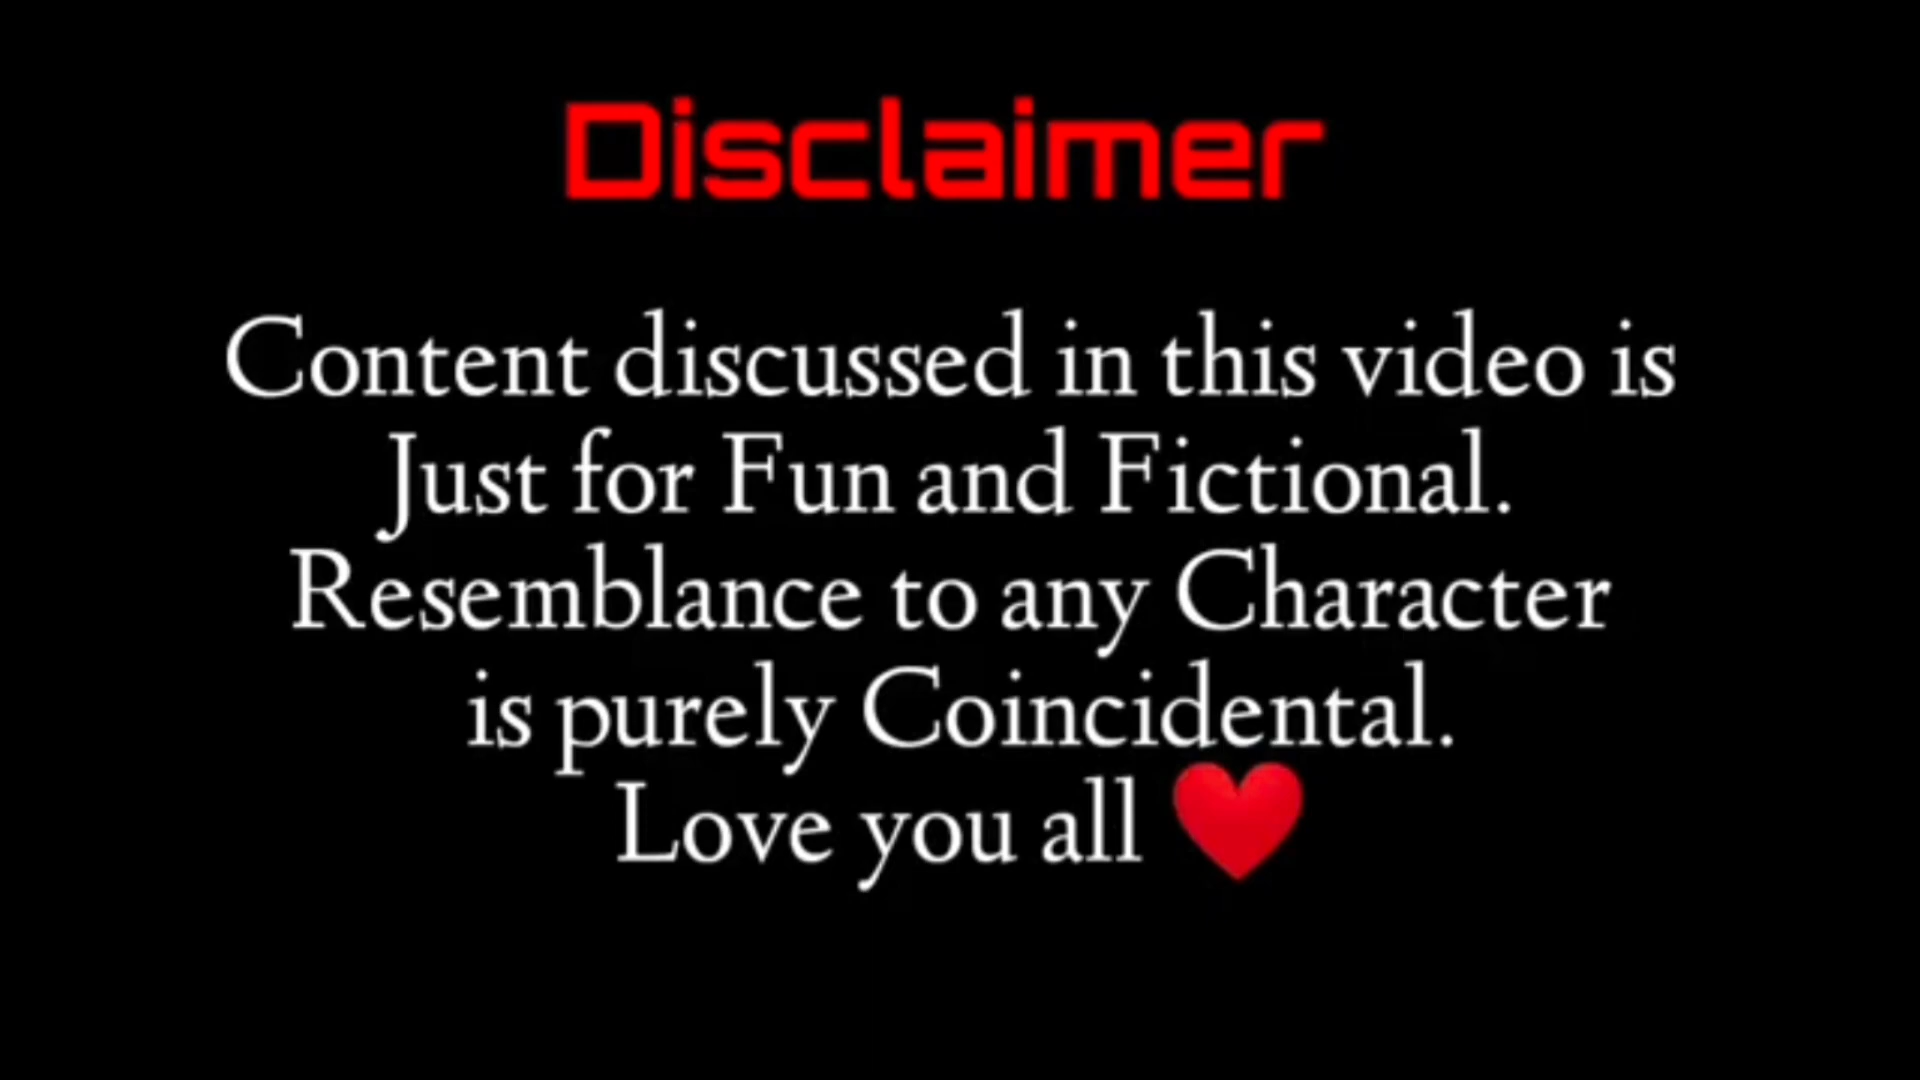 Disclaimer
Content discussed in this video is
Just for Fun and Fictional.
Resemblance to any Character
is purely Coincidental.
Love you all ❤